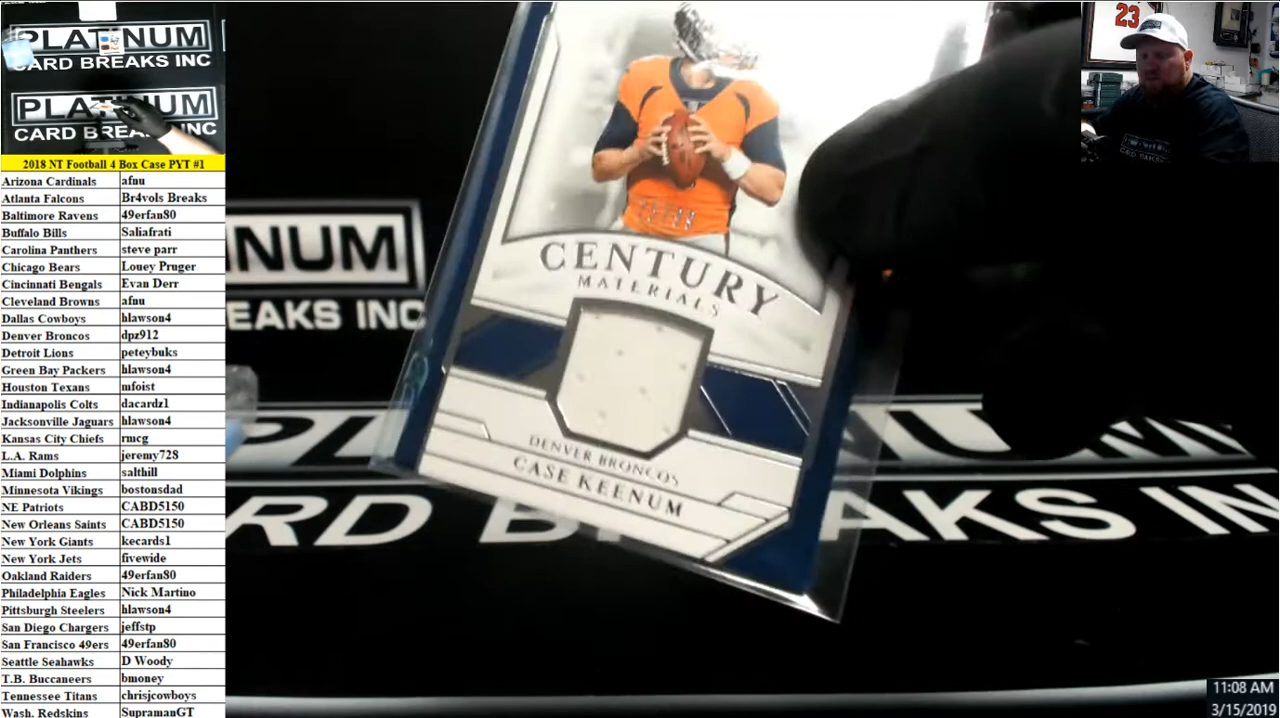 PLATINUM
CARD BREAKS INC
PLATINUM
CARD BREAKS INC
23
2018 NT Football 4 Box Case PYT #1
Arizona Cardinals afnu
Atlanta Falcons Br4vols Breaks
Baltimore Ravens 49erfan80
Buffalo Bills Saliafrati
Carolina Panthers steve parr
Chicago Bears Louey Pruger
Cincinnati Bengals Evan Derr
Cleveland Browns afnu
Dallas Cowboys hlawson4
Denver Broncos dpz912
Detroit Lions peteybuks
Green Bay Packers hlawson4
Houston Texans mfoist
Indianapolis Colts dacardz1
Jacksonville Jaguars hlawson4
Kansas City Chiefs rmcg
L.A. Rams jeremy728
Miami Dolphins salthill
Minnesota Vikings bostonsdad
NE Patriots CABD5150
New Orleans Saints CABD5150
New York Giants kecards1
New York Jets fivewide
Oakland Raiders 49erfan80
Philadelphia Eagles Nick Martino
Pittsburgh Steelers hlawson4
San Diego Chargers jeffstp
San Francisco 49ers 49erfan80
Seattle Seahawks D Woody
T.B. Buccaneers bmoney
Tennessee Titans chrisjcowboys
Wash. Redskins SupramanGT
NUM
EAKS INC
CENTURY
MATERIALS
DENVER BRONCOS
CASE KEENUM
RD B AKS IN
11:08 AM
3/15/2019